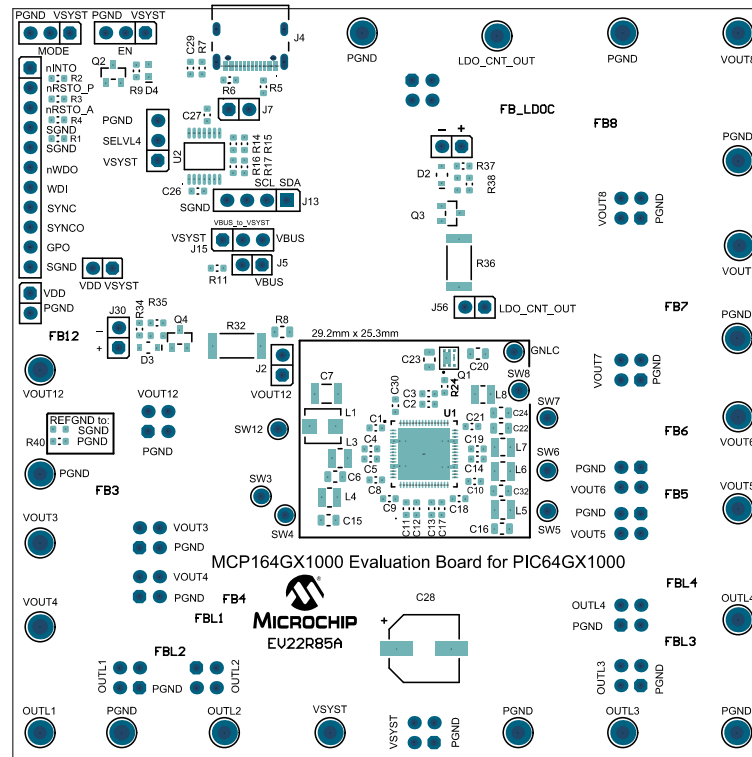 PGND VSYST
PGND VSYST
MODE
EN
C29
R7
J4
PGND
LDO_CNT_OUT
PGND
VOUT8
nINTO
R2
nRSTO_P
R3
nRSTO_A
R4
SGND
R1
SGND
nWDO
WDI
SYNC
SYNCO
GPO
SGND
VDD
PGND
Q2
R9
D4
R6
R5
J7
C27
PGND
SELVL4
VSYST
U2
R14
R15
R16
R17
C26
SCL SDA
SGND
J13
VBUS_to_VSYST
VSYST
VBUS
J15
J5
VBUS
R11
VDD VSYST
FB_LDOC
FB8
- +
D2
R37
R38
Q3
R36
J56
LDO_CNT_OUT
PGND
VOUT8
PGND
VOUT
FB7
PGND
VOUT7
PGND
FB12
J30
-
+
R34
R35
Q4
D3
R32
R8
J2
VOUT12
VOUT12
VOUT12
PGND
REFGND to:
SGND
PGND
R40
PGND
29.2mm x 25.3mm
C23
C20
Q1
R24
GNLC
SW8
C7
C30
C3
C2
U1
L8
SW7
L1
C1
C21
C24
C22
SW12
L3
C4
C6
C5
C19
C14
L7
L6
SW6
C8
C10
C32
L4
C9
C18
L5
SW5
C15
C11
C12
C13
C17
C16
SW3
SW4
FB6
VOUT6
PGND
VOUT6
FB5
PGND
VOUT5
VOUT5
FB3
VOUT3
VOUT3
PGND
VOUT4
PGND
VOUT4
FB4
FBL1
MCP164GX1000 Evaluation Board for PIC64GX1000
MICROCHIP
EV22R85A
C28
+
FBL4
OUTL4
PGND
OUTL4
FBL3
OUTL3
PGND
FBL2
OUTL1
PGND
OUTL2
OUTL1
PGND
OUTL2
VSYST
VSYST
PGND
PGND
OUTL3
PGND